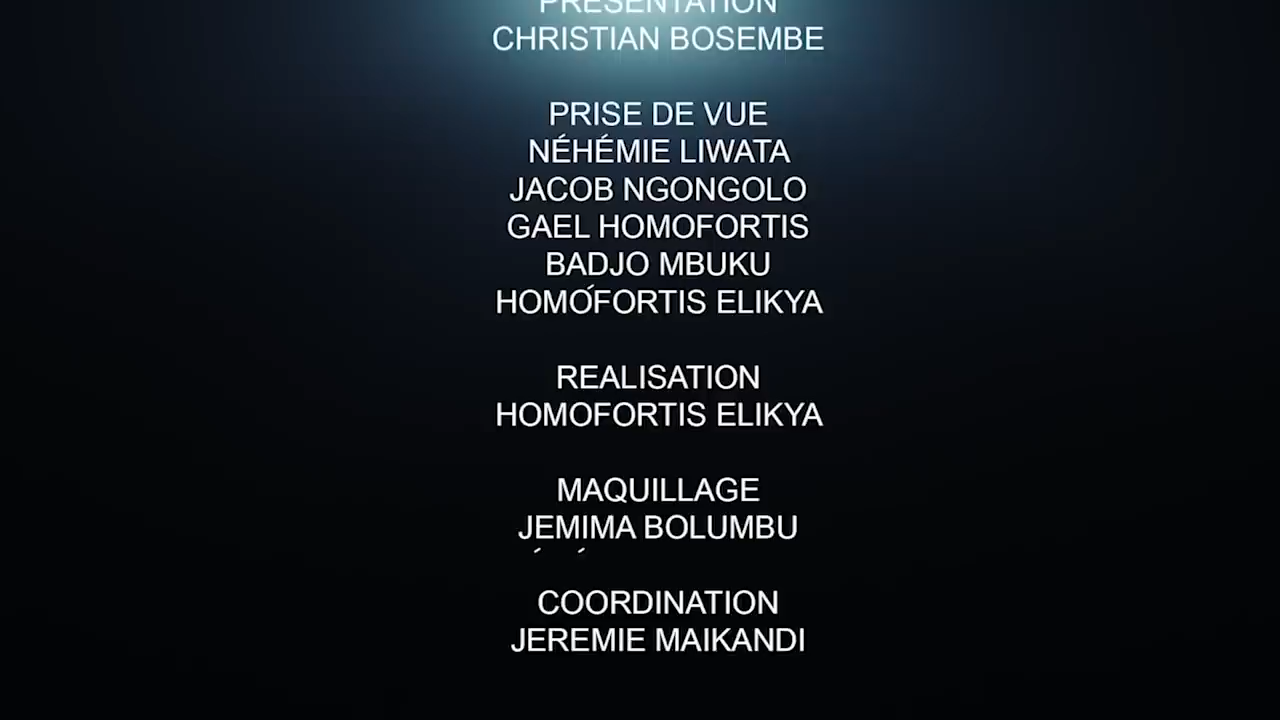 PRESENTATION
CHRISTIAN BOSEMBE
PRISE DE VUE
NÉHÉMIE LIWATA
JACOB NGONGOLO
GAEL HOMOFORTIS
BADJO MBUKU
HOMOFORTIS ELIKYA
REALISATION
HOMOFORTIS ELIKYA
MAQUILLAGE
JEMIMA BOLUMBU
COORDINATION
JEREMIE MAIKANDI